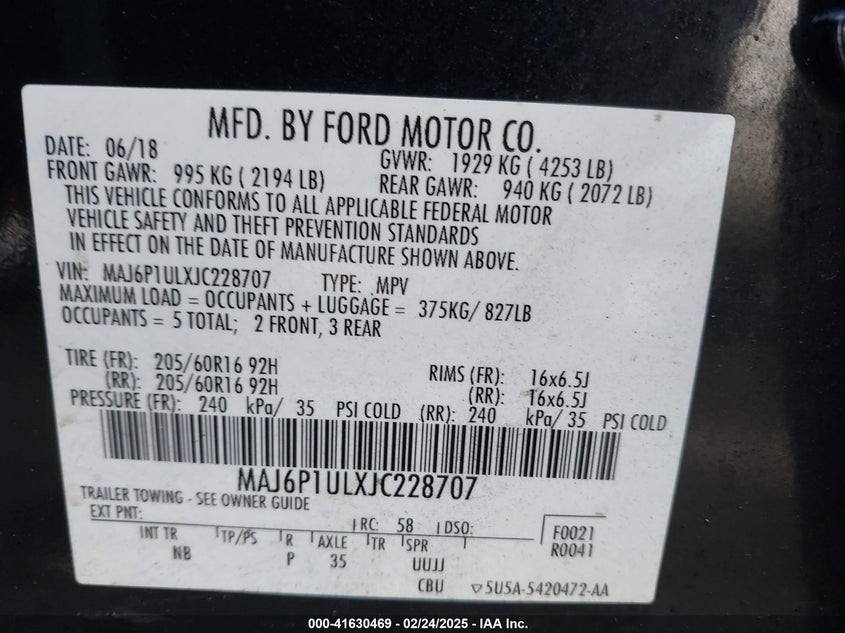 MFD. BY FORD MOTOR CO.
DATE: 06/18 GVWR: 1929 KG ( 4253 LB)
FRONT GAWR: 995 KG ( 2194 LB) REAR GAWR: 940 KG ( 2072 LB)
THIS VEHICLE CONFORMS TO ALL APPLICABLE FEDERAL MOTOR
VEHICLE SAFETY AND THEFT PREVENTION STANDARDS
IN EFFECT ON THE DATE OF MANUFACTURE SHOWN ABOVE.
VIN: MAJ6P1ULXJC228707 TYPE: MPV
MAXIMUM LOAD = OCCUPANTS + LUGGAGE = 375KG/ 827LB
OCCUPANTS = 5 TOTAL; 2 FRONT, 3 REAR
TIRE (FR): 205/60R16 92H RIMS (FR): 16x6.5J
(RR): 205/60R16 92H (RR): 16x6.5J
PRESSURE (FR): 240 kPa/ 35 PSI COLD (RR): 240 kPa/ 35 PSI COLD
MAJ6P1ULXJC228707
TRAILER TOWING - SEE OWNER GUIDE
EXT PNT: RC: 58 DSO: F0021
INT TR TP/PS R AXLE TR SPR R0041
NB P 35 UUJJ
CBU 5U5A-5420472-AA
000-41630469 - 02/24/2025 - IAA Inc.